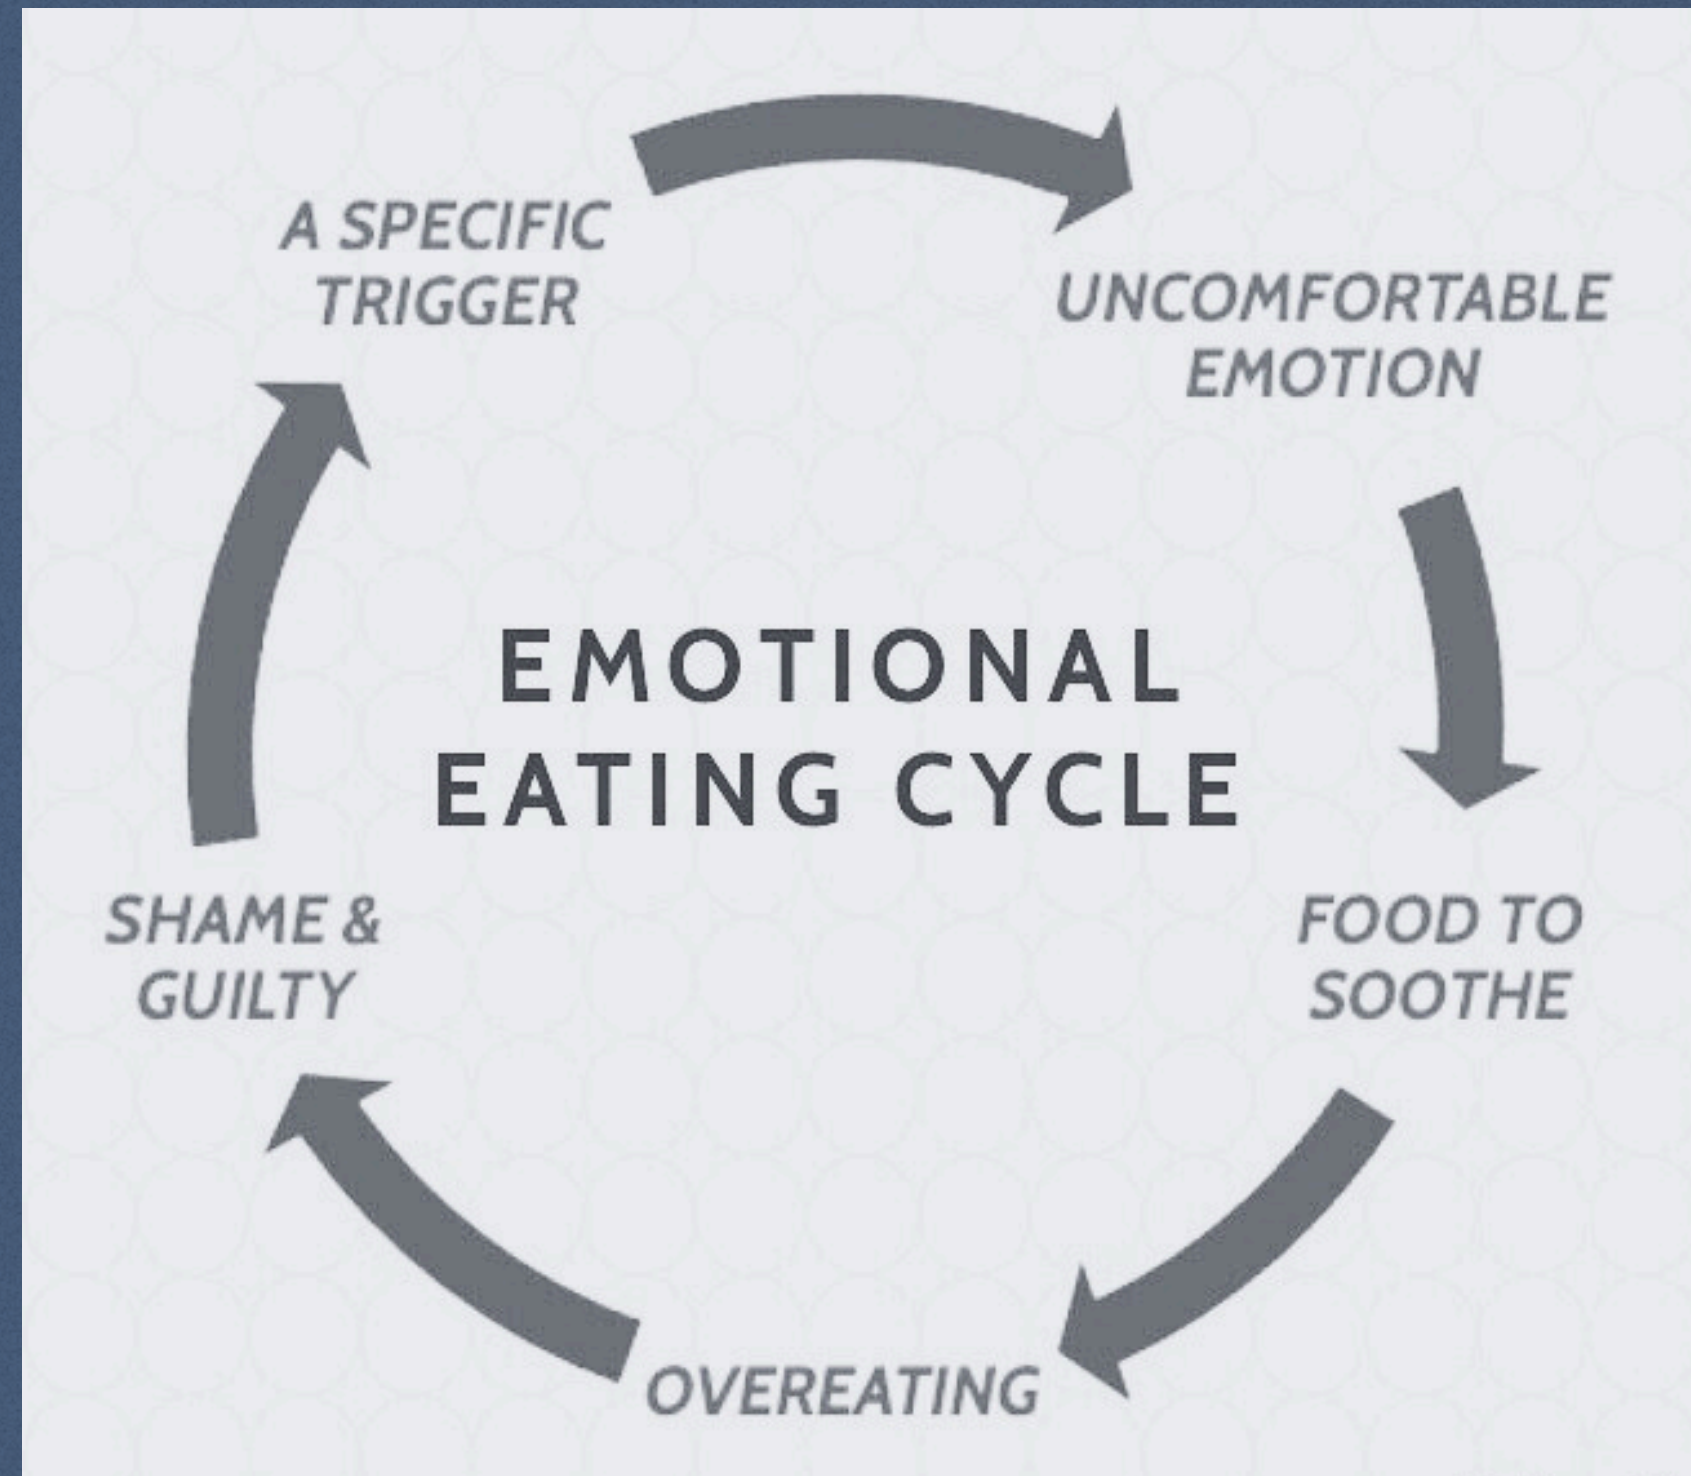 A SPECIFIC
TRIGGER
UNCOMFORTABLE
EMOTION
EMOTIONAL
EATING CYCLE
FOOD TO
SOOTHE
OVEREATING
SHAME &
GUILTY